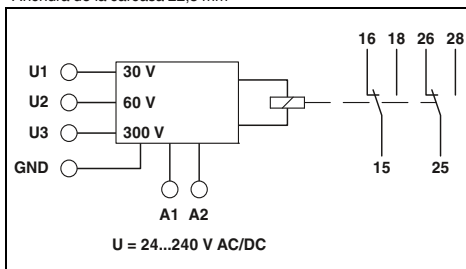 16 18 26 28
U1 30 V
U2 60 V
U3 300 V
GND
15 25
A1 A2
U = 24...240 V AC/DC